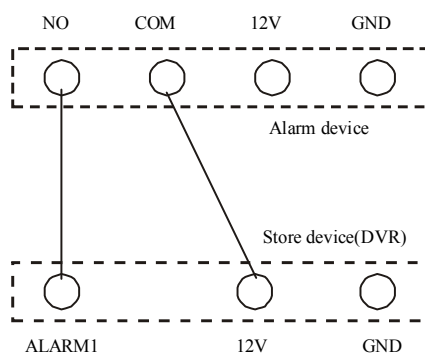 NO COM 12V GND
Alarm device
Store device(DVR)
ALARM1 12V GND